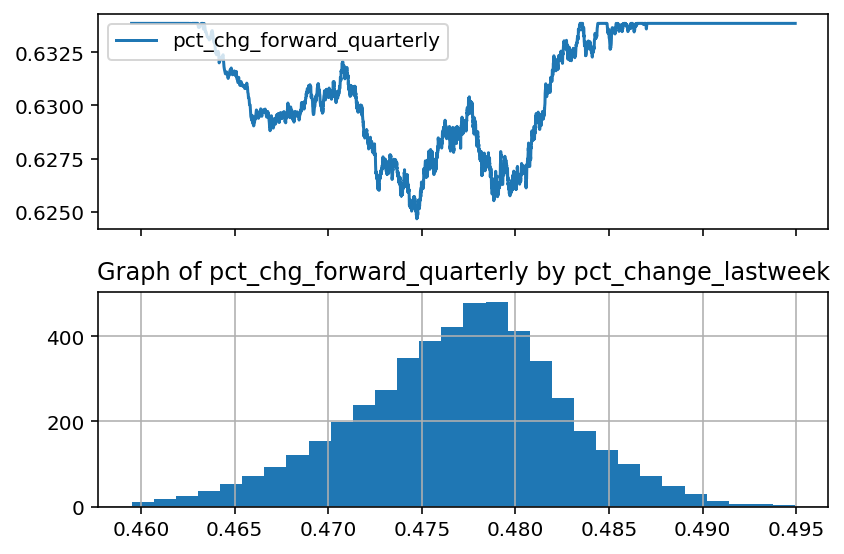 pct_chg_forward_quarterly
0.6325
0.6300
0.6275
0.6250
Graph of pct_chg_forward_quarterly by pct_change_lastweek
400
200
0
0.460 0.465 0.470 0.475 0.480 0.485 0.490 0.495